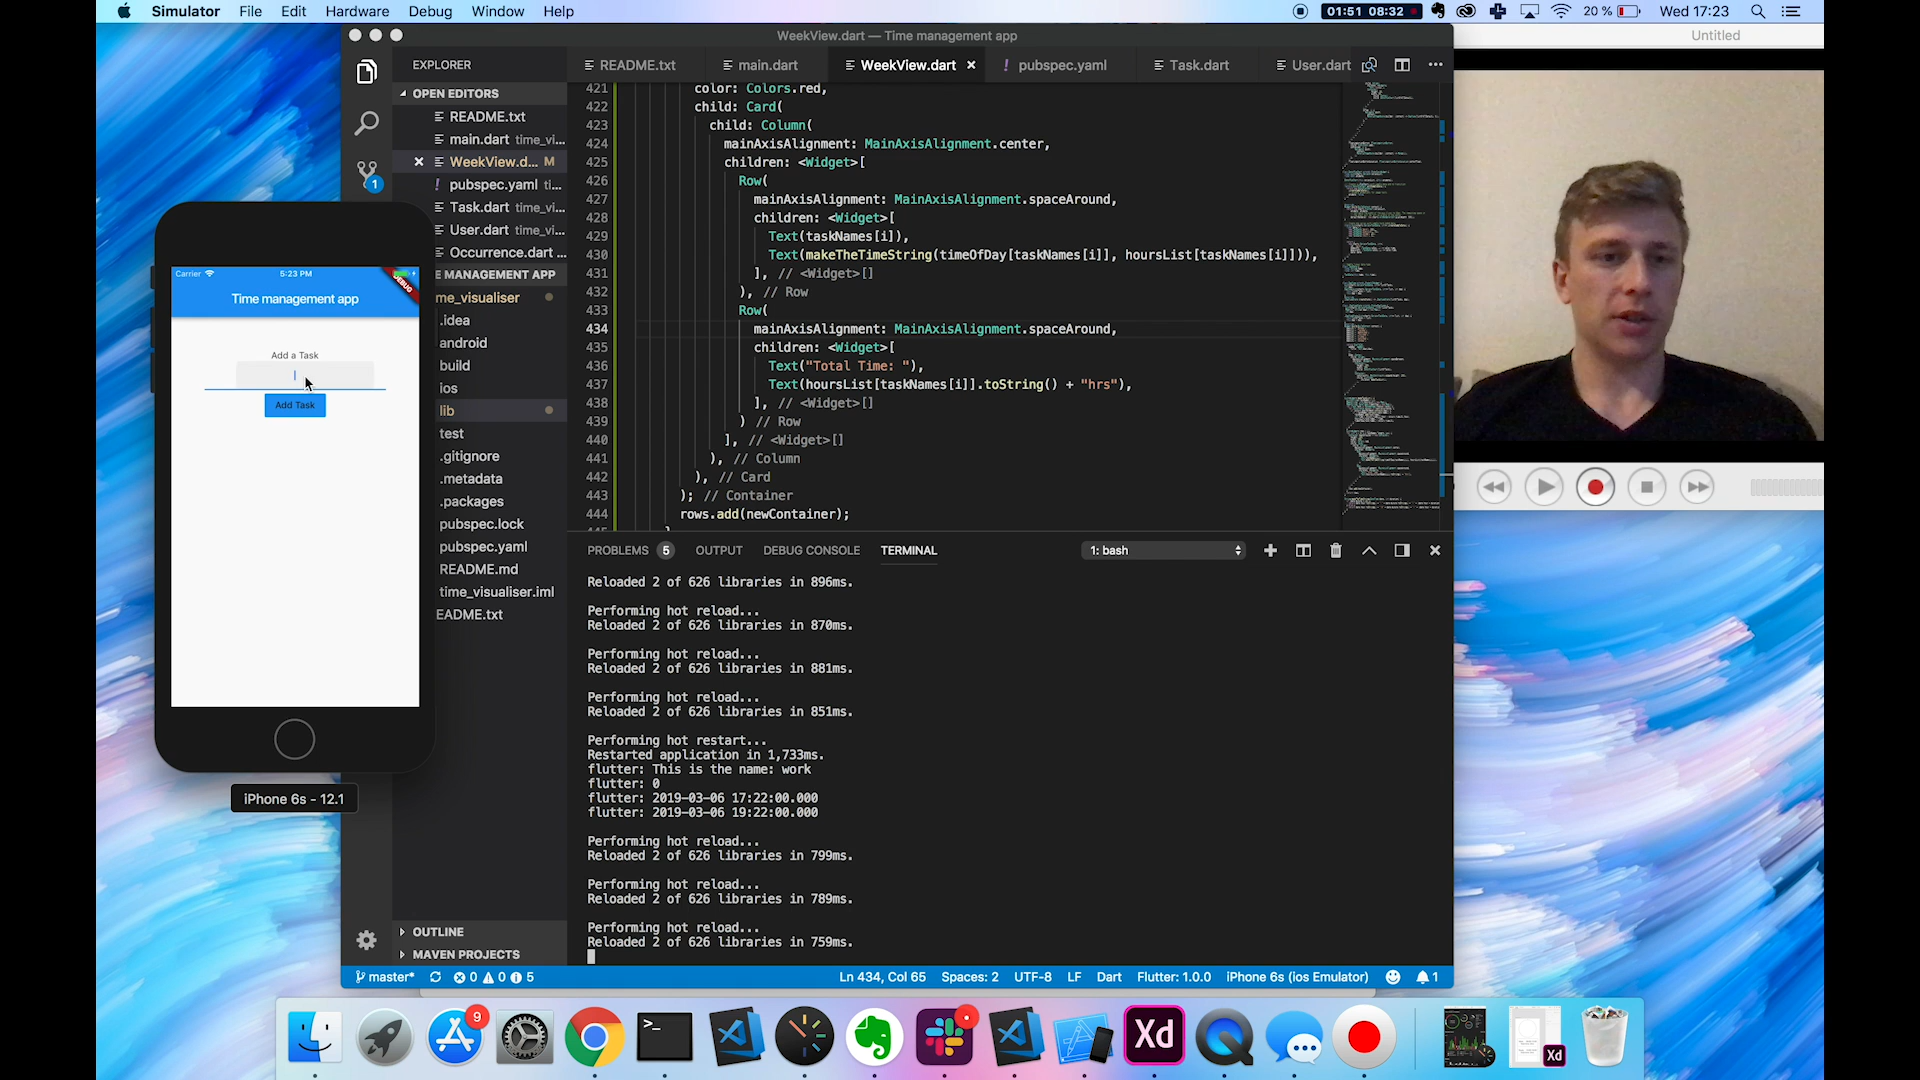 Simulator File Edit Hardware Debug Window Help
01:51 08:32
20 %
Wed 17:23
WeekView.dart — Time management app
Untitled
EXPLORER
README.txt
main.dart
WeekView.dart
! pubspec.yaml
Task.dart
User.dart
OPEN EDITORS
README.txt
main.dart time_vi...
WeekView.d... M
! pubspec.yaml ti...
Task.dart time_vi...
User.dart time_vi...
Occurrence.dart ...
E MANAGEMENT APP
me_visualiser
.idea
android
build
ios
lib
test
.gitignore
.metadata
.packages
pubspec.lock
pubspec.yaml
README.md
time_visualiser.iml
EADME.txt
OUTLINE
MAVEN PROJECTS
1
421 color: Colors.red,
422 child: Card(
423 child: Column(
424 mainAxisAlignment: MainAxisAlignment.center,
425 children: <Widget>[
426 Row(
427 mainAxisAlignment: MainAxisAlignment.spaceAround,
428 children: <Widget>[
429 Text(taskNames[i]),
430 Text(makeTheTimeString(timeOfDay[taskNames[i]], hoursList[taskNames[i]])),
431 ], // <Widget>[]
432 ), // Row
433 Row(
434 mainAxisAlignment: MainAxisAlignment.spaceAround,
435 children: <Widget>[
436 Text("Total Time: "),
437 Text(hoursList[taskNames[i]].toString() + "hrs"),
438 ], // <Widget>[]
439 ) // Row
440 ], // <Widget>[]
441 ), // Column
442 ), // Card
443 ); // Container
444 rows.add(newContainer);
PROBLEMS 5 OUTPUT DEBUG CONSOLE TERMINAL
1: bash
Reloaded 2 of 626 libraries in 896ms.
Performing hot reload...
Reloaded 2 of 626 libraries in 870ms.
Performing hot reload...
Reloaded 2 of 626 libraries in 881ms.
Performing hot reload...
Reloaded 2 of 626 libraries in 851ms.
Performing hot restart...
Restarted application in 1,733ms.
flutter: This is the name: work
flutter: 0
flutter: 2019-03-06 17:22:00.000
flutter: 2019-03-06 19:22:00.000
Performing hot reload...
Reloaded 2 of 626 libraries in 799ms.
Performing hot reload...
Reloaded 2 of 626 libraries in 789ms.
Performing hot reload...
Reloaded 2 of 626 libraries in 759ms.
Carrier
5:23 PM
DEBUG
Time management app
Add a Task
Add Task
iPhone 6s - 12.1
master*
0 0 5
Ln 434, Col 65
Spaces: 2
UTF-8
LF
Dart
Flutter: 1.0.0
iPhone 6s (ios Emulator)
1
9
>_
Xd
Xd